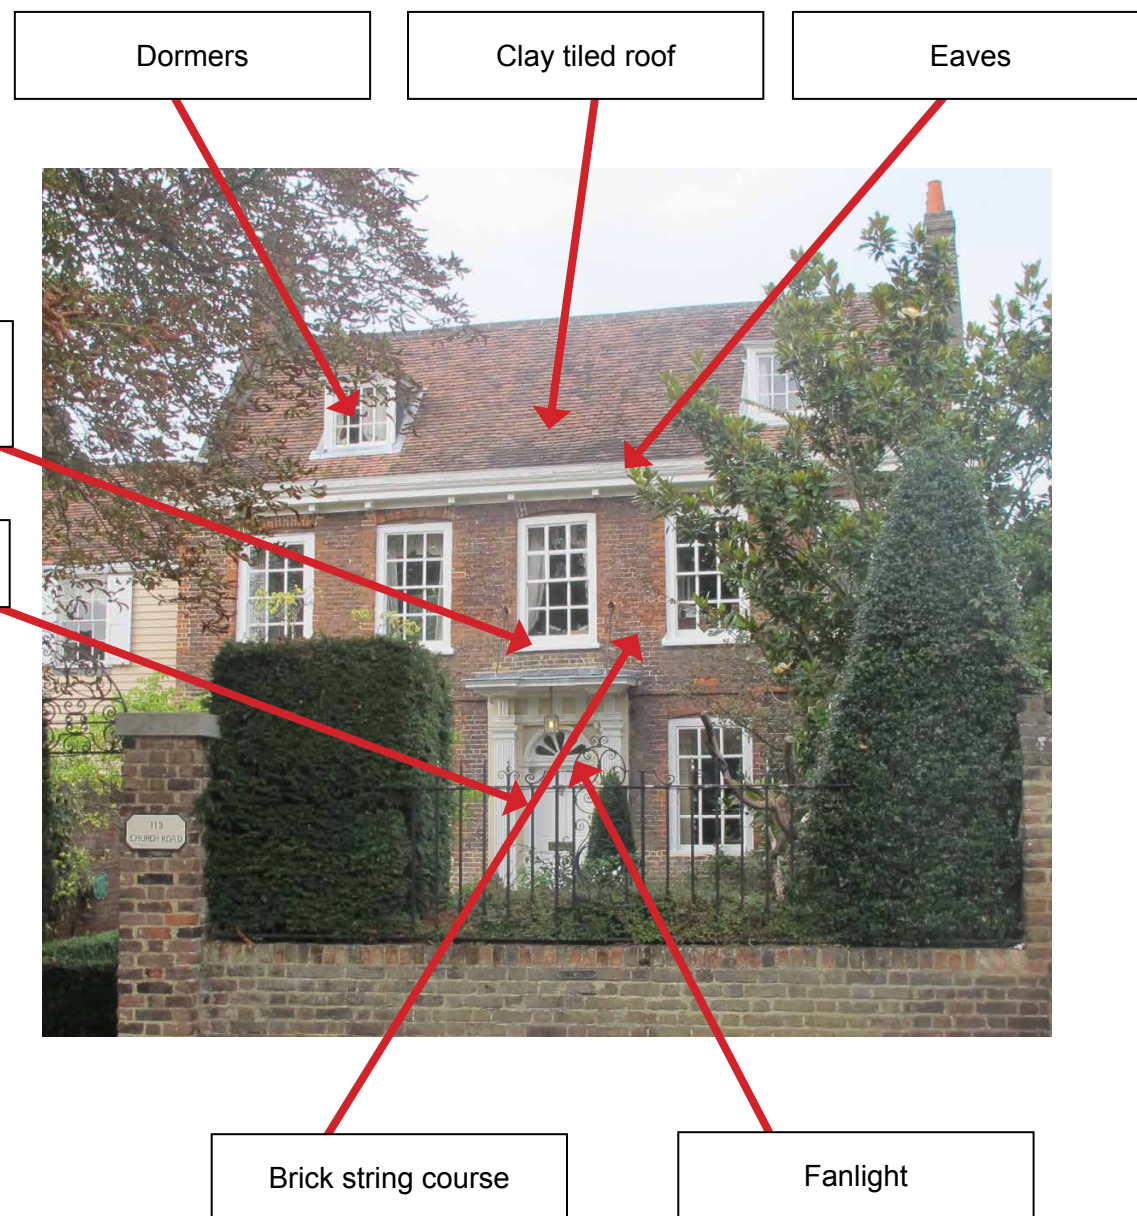 Dormers
Clay tiled roof
Eaves
113
CHURCH ROAD
Brick string course
Fanlight